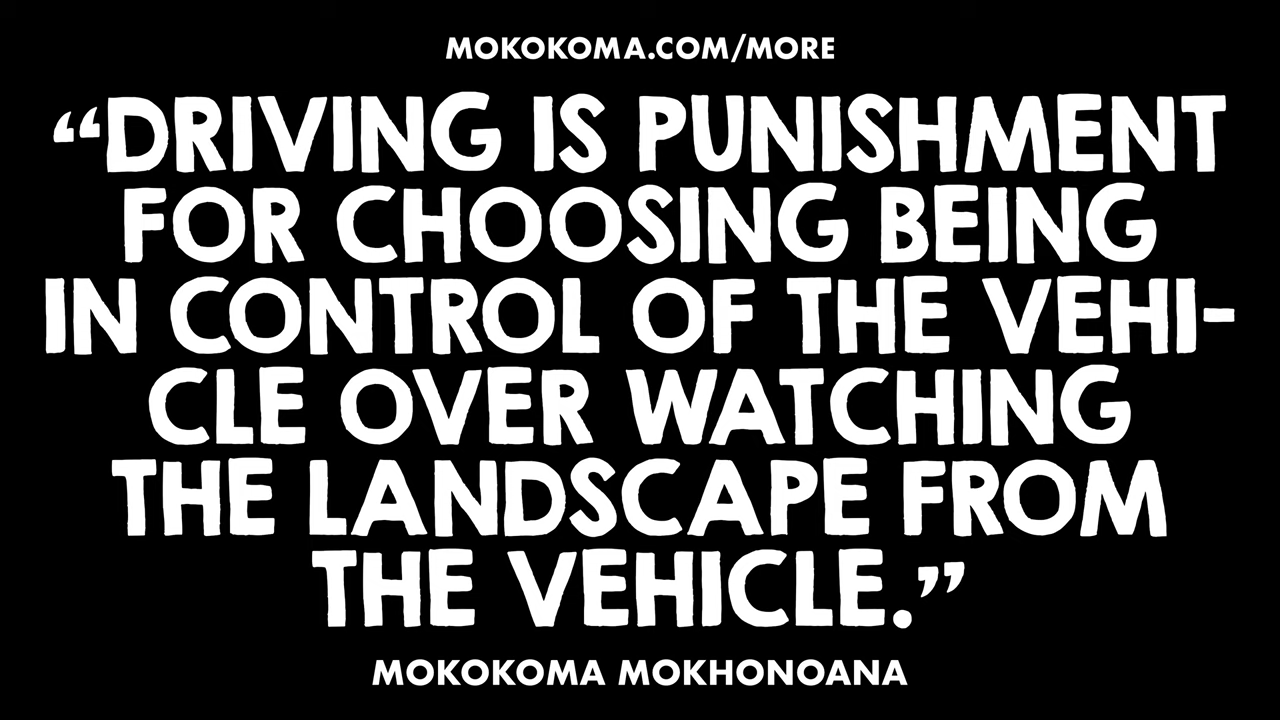 MOKOKOMA.COM/MORE
“DRIVING IS PUNISHMENT
FOR CHOOSING BEING
IN CONTROL OF THE VEHI-
CLE OVER WATCHING
THE LANDSCAPE FROM
THE VEHICLE.”
MOKOKOMA MOKHONOANA